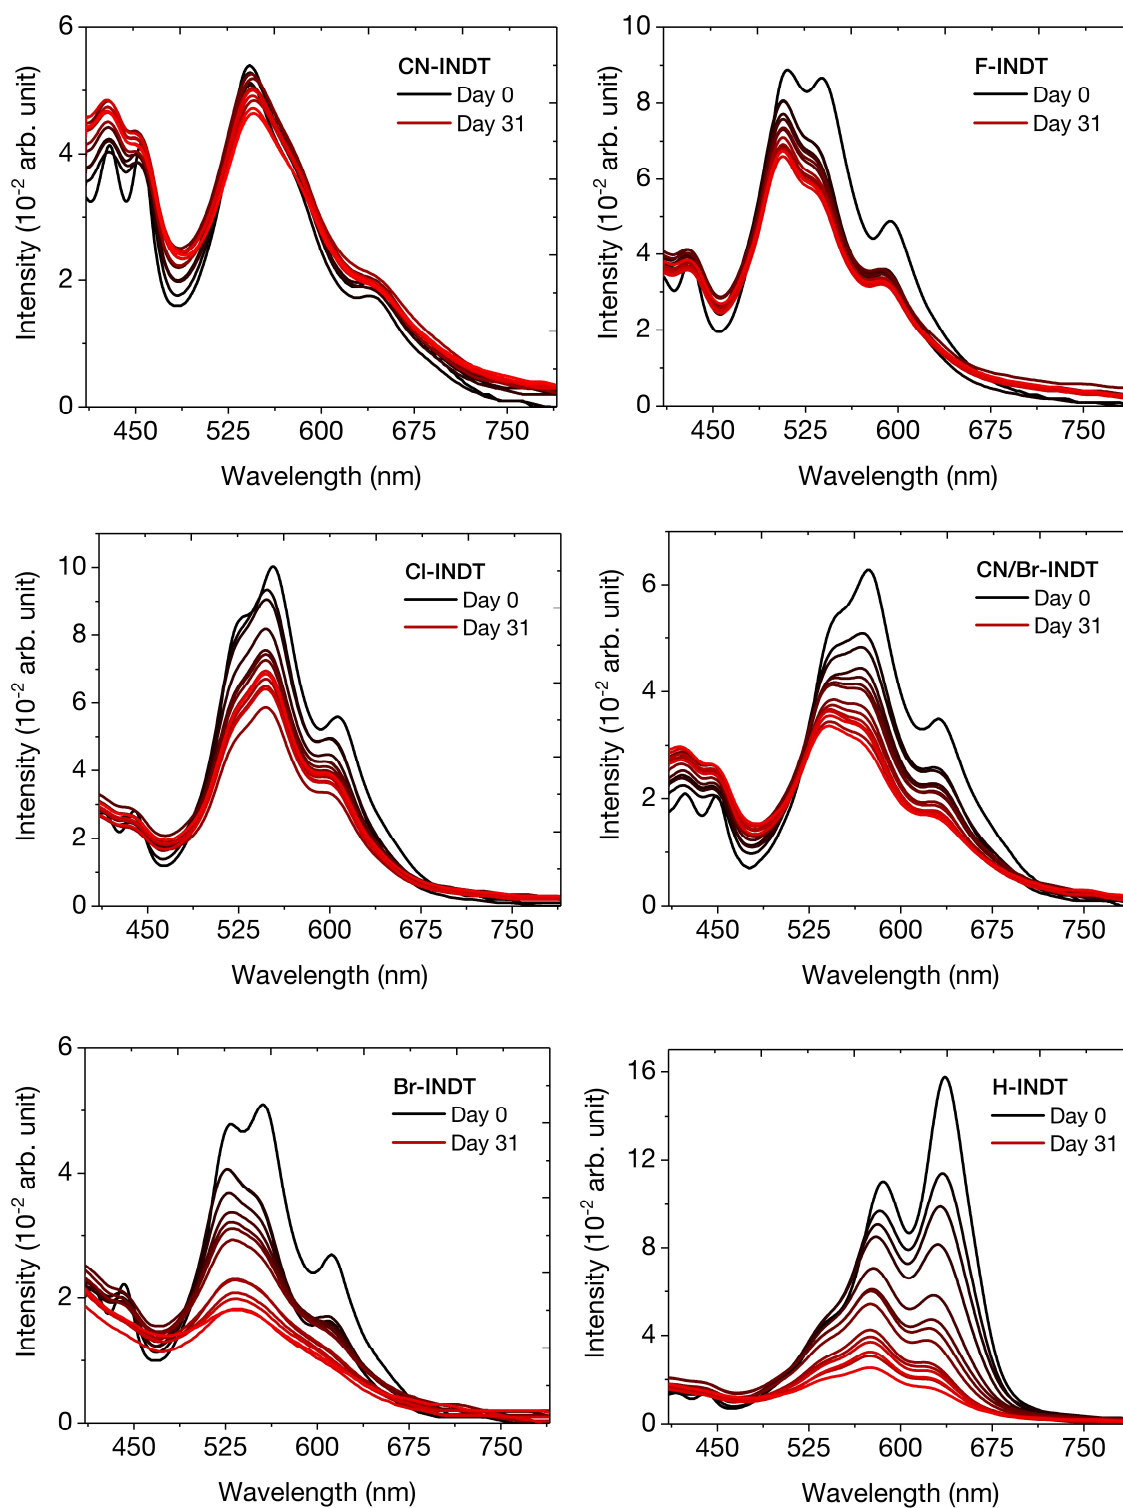 CN-INDT
Day 0
Day 31
6
4
2
0
450 525 600 675 750
Intensity (10⁻² arb. unit)
Wavelength (nm)
F-INDT
Day 0
Day 31
10
8
6
4
2
0
450 525 600 675 750
Intensity (10⁻² arb. unit)
Wavelength (nm)
Cl-INDT
Day 0
Day 31
10
8
6
4
2
0
450 525 600 675 750
Intensity (10⁻² arb. unit)
Wavelength (nm)
CN/Br-INDT
Day 0
Day 31
6
4
2
0
450 525 600 675 750
Intensity (10⁻² arb. unit)
Wavelength (nm)
Br-INDT
Day 0
Day 31
6
4
2
0
450 525 600 675 750
Intensity (10⁻² arb. unit)
Wavelength (nm)
H-INDT
Day 0
Day 31
16
12
8
4
0
450 525 600 675 750
Intensity (10⁻² arb. unit)
Wavelength (nm)